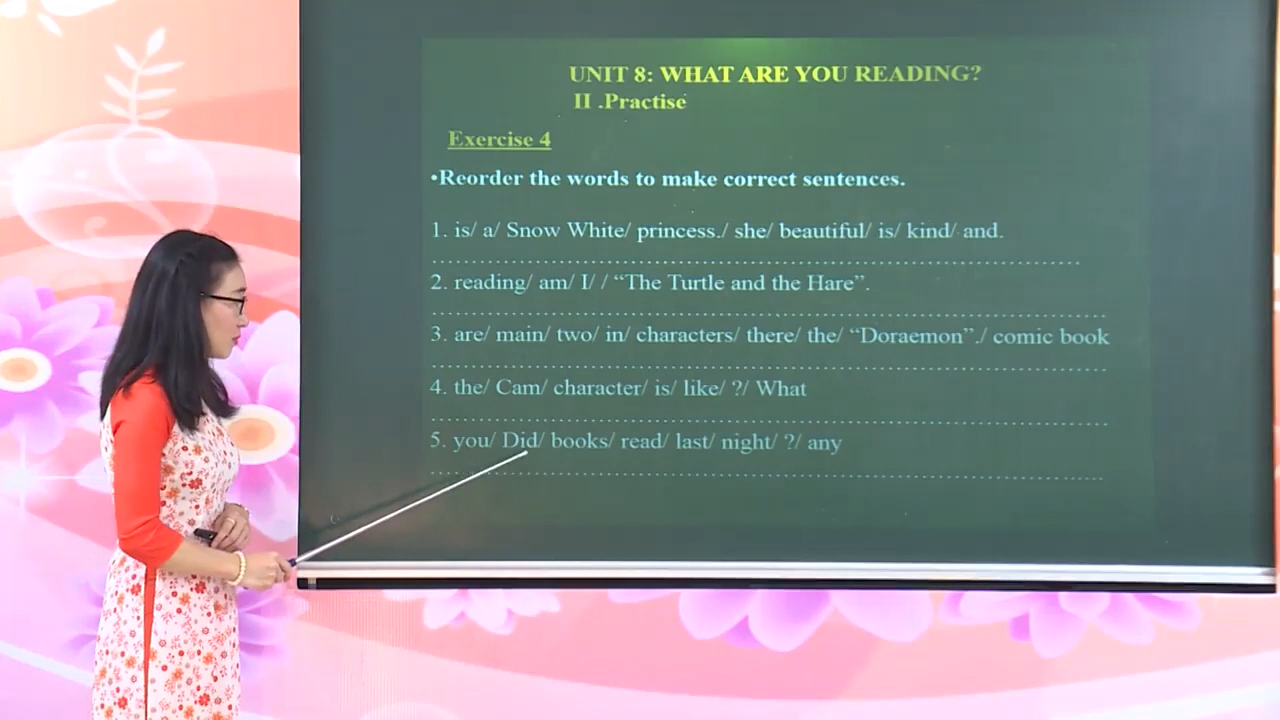 UNIT 8: WHAT ARE YOU READING?
II .Practise
Exercise 4
•Reorder the words to make correct sentences.
1. is/ a/ Snow White/ princess./ she/ beautiful/ is/ kind/ and.
2. reading/ am/ I/ / “The Turtle and the Hare”.
3. are/ main/ two/ in/ characters/ there/ the/ “Doraemon”./ comic book
4. the/ Cam/ character/ is/ like/ ?/ What
5. you/ Did/ books/ read/ last/ night/ ?/ any